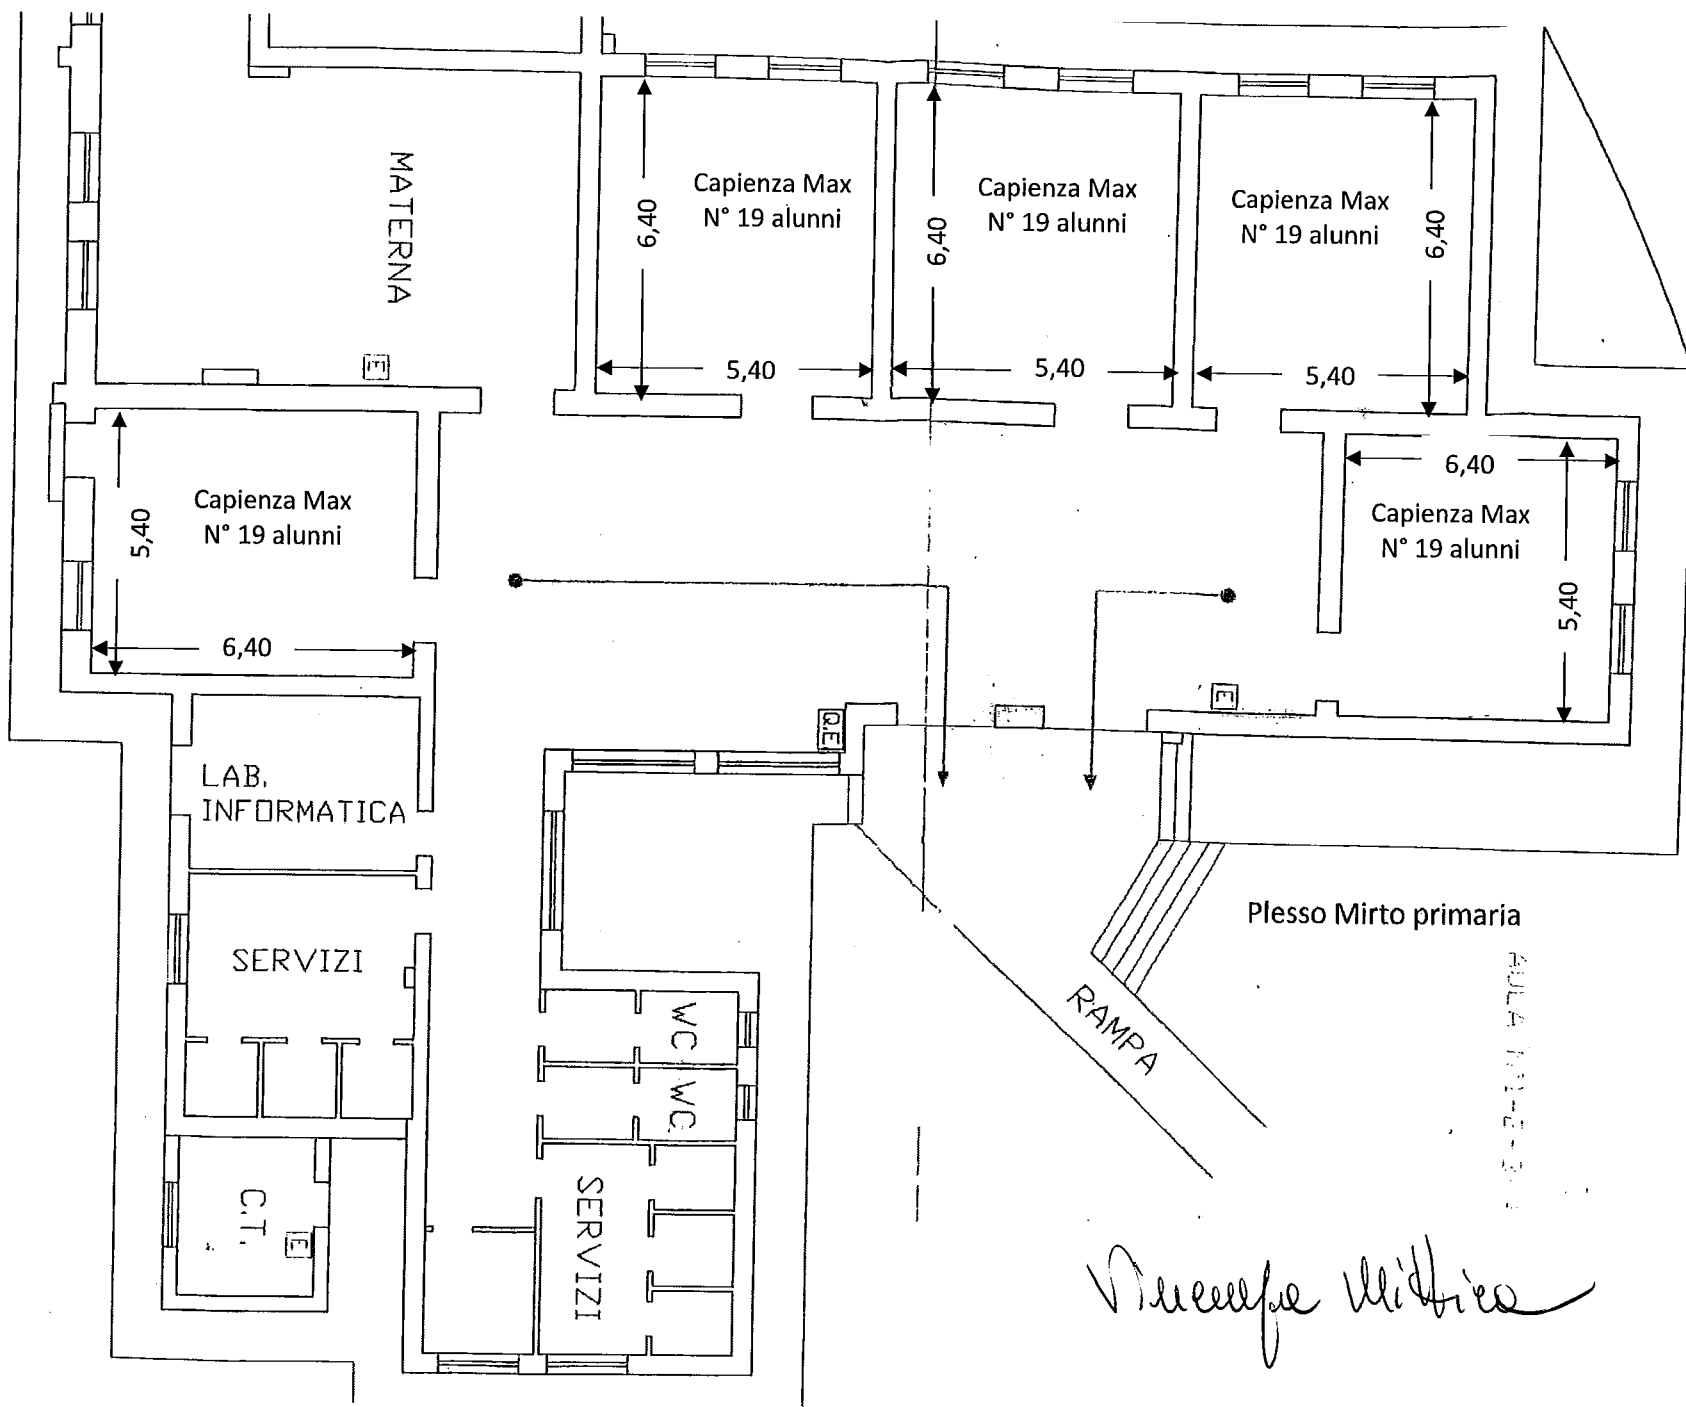 MATERNA
E
Capienza Max
N° 19 alunni
6,40
5,40
Capienza Max
N° 19 alunni
6,40
5,40
Capienza Max
N° 19 alunni
6,40
5,40
Capienza Max
N° 19 alunni
5,40
6,40
6,40
Capienza Max
N° 19 alunni
5,40
E
Q.E
LAB.
INFORMATICA
SERVIZI
WC
WC
SERVIZI
C.T.
E
RAMPA
Plesso Mirto primaria